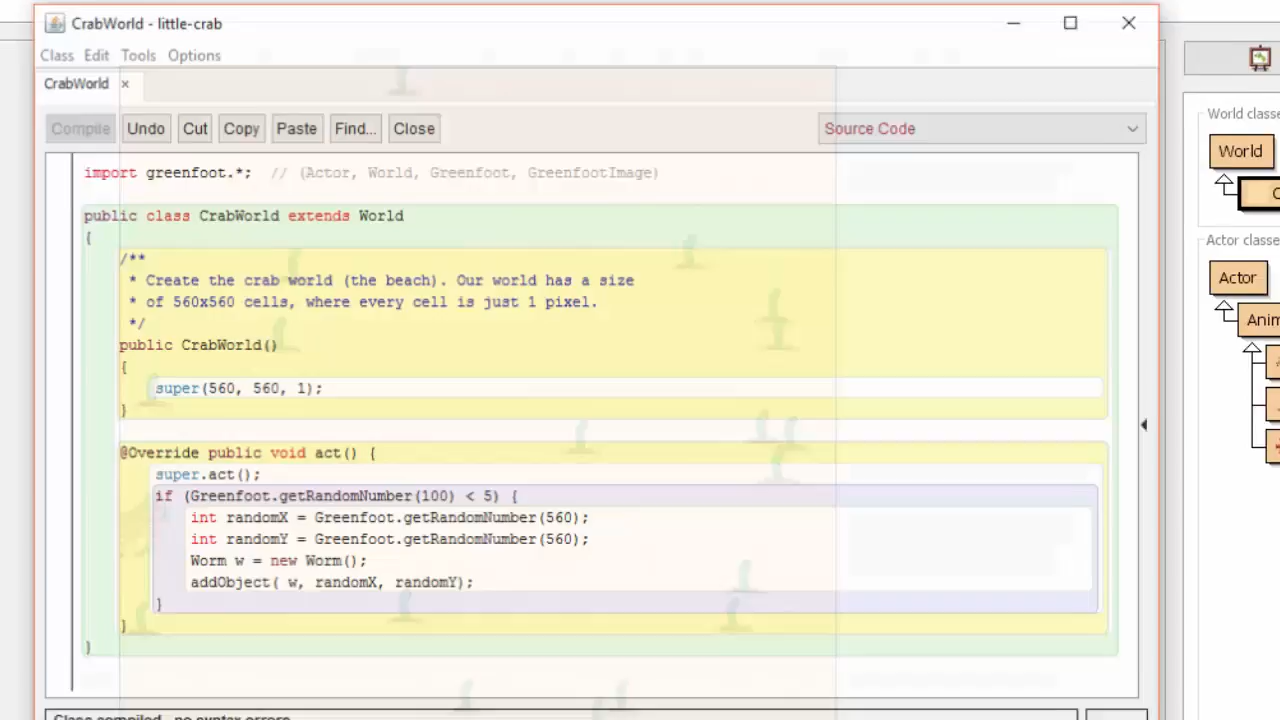 CrabWorld - little-crab
Class Edit Tools Options
CrabWorld ×
Compile Undo Cut Copy Paste Find... Close Source Code
import greenfoot.*; // (Actor, World, Greenfoot, GreenfootImage)
public class CrabWorld extends World
{
/**
* Create the crab world (the beach). Our world has a size
* of 560x560 cells, where every cell is just 1 pixel.
*/
public CrabWorld()
{
super(560, 560, 1);
}
@Override public void act() {
super.act();
if (Greenfoot.getRandomNumber(100) < 5) {
int randomX = Greenfoot.getRandomNumber(560);
int randomY = Greenfoot.getRandomNumber(560);
Worm w = new Worm();
addObject( w, randomX, randomY);
}
}
}
Class compiled - no syntax errors
World classe
World
C
Actor classe
Actor
Anim